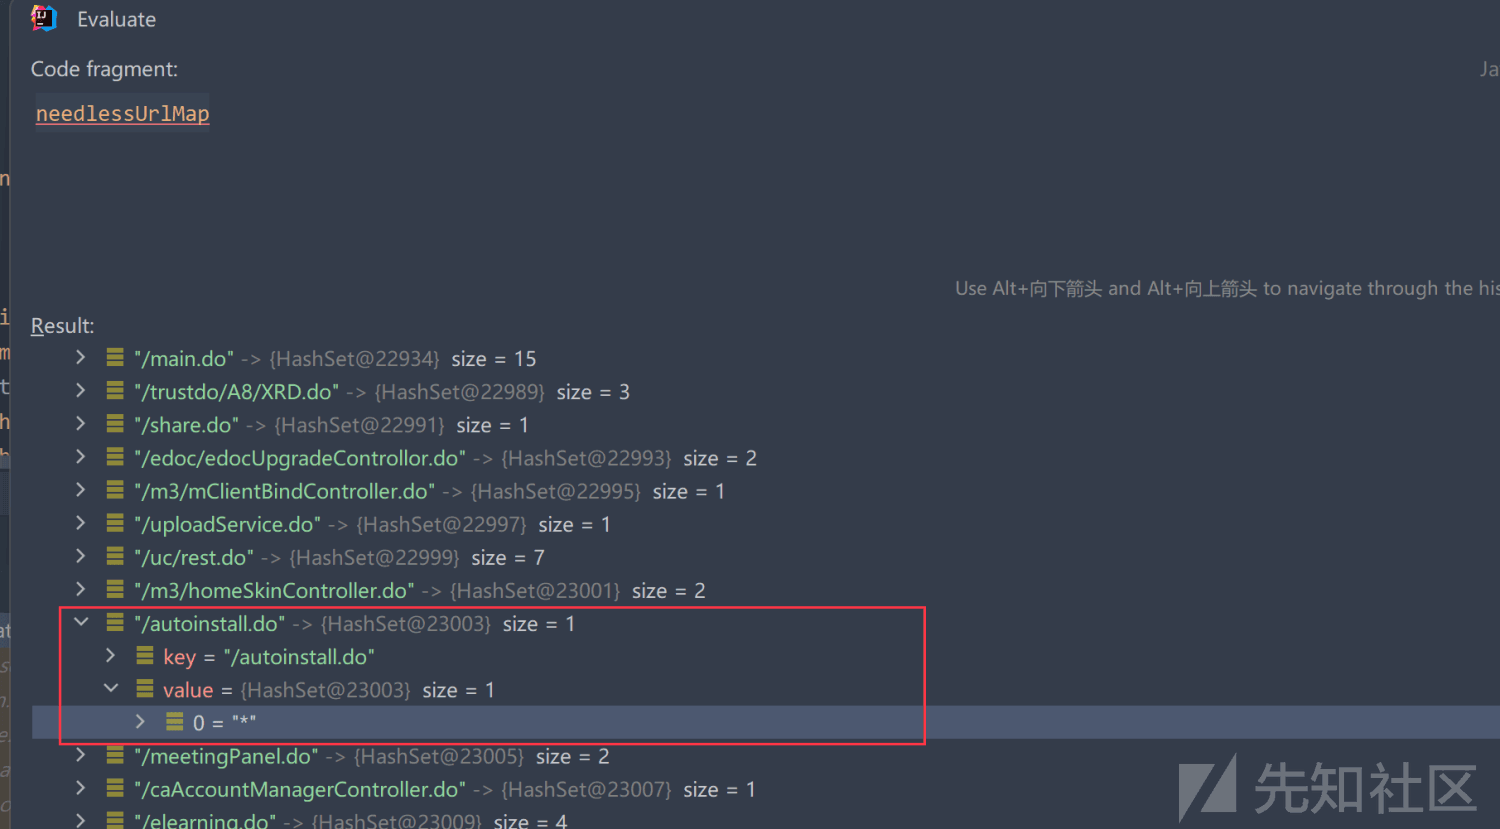 Evaluate
Code fragment:
needlessUrlMap
Use Alt+向下箭头 and Alt+向上箭头 to navigate through the his
Result:
"/main.do" -> {HashSet@22934} size = 15
"/trustdo/A8/XRD.do" -> {HashSet@22989} size = 3
"/share.do" -> {HashSet@22991} size = 1
"/edoc/edocUpgradeControllor.do" -> {HashSet@22993} size = 2
"/m3/mClientBindController.do" -> {HashSet@22995} size = 1
"/uploadService.do" -> {HashSet@22997} size = 1
"/uc/rest.do" -> {HashSet@22999} size = 7
"/m3/homeSkinController.do" -> {HashSet@23001} size = 2
"/autoinstall.do" -> {HashSet@23003} size = 1
key = "/autoinstall.do"
value = {HashSet@23003} size = 1
0 = "*"
"/meetingPanel.do" -> {HashSet@23005} size = 2
"/caAccountManagerController.do" -> {HashSet@23007} size = 1
"/elearning.do" -> {HashSet@23009} size = 4
先知社区